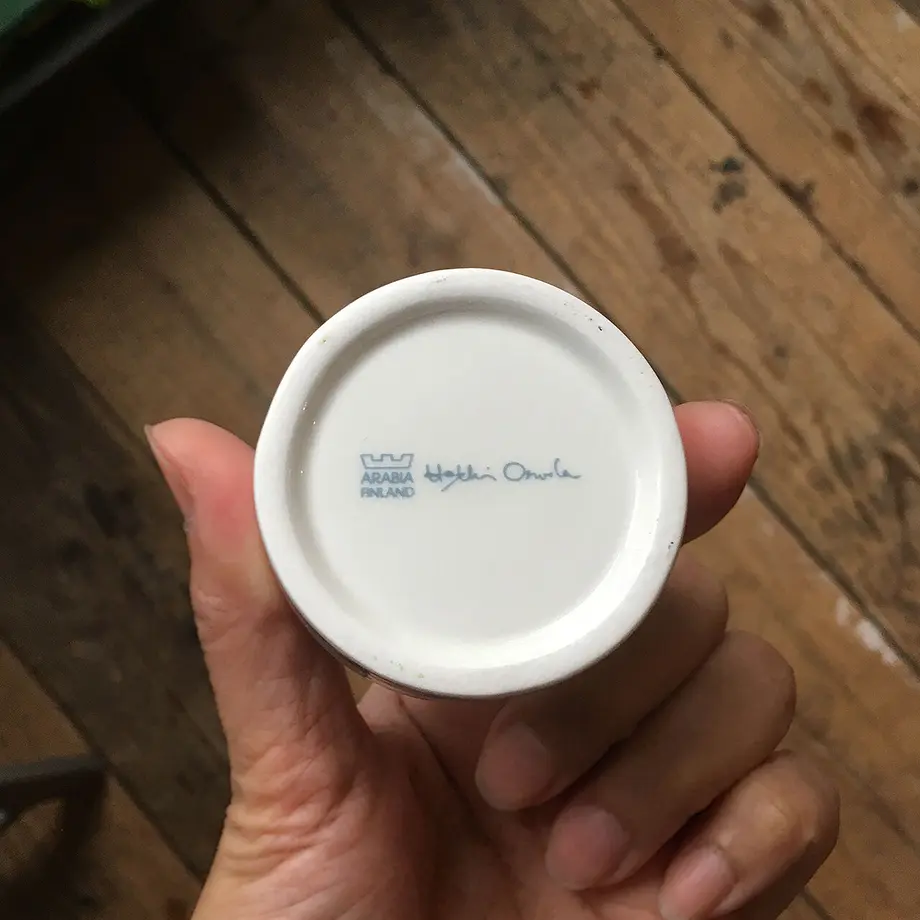 ARABIA
FINLAND
Heikki Orvola